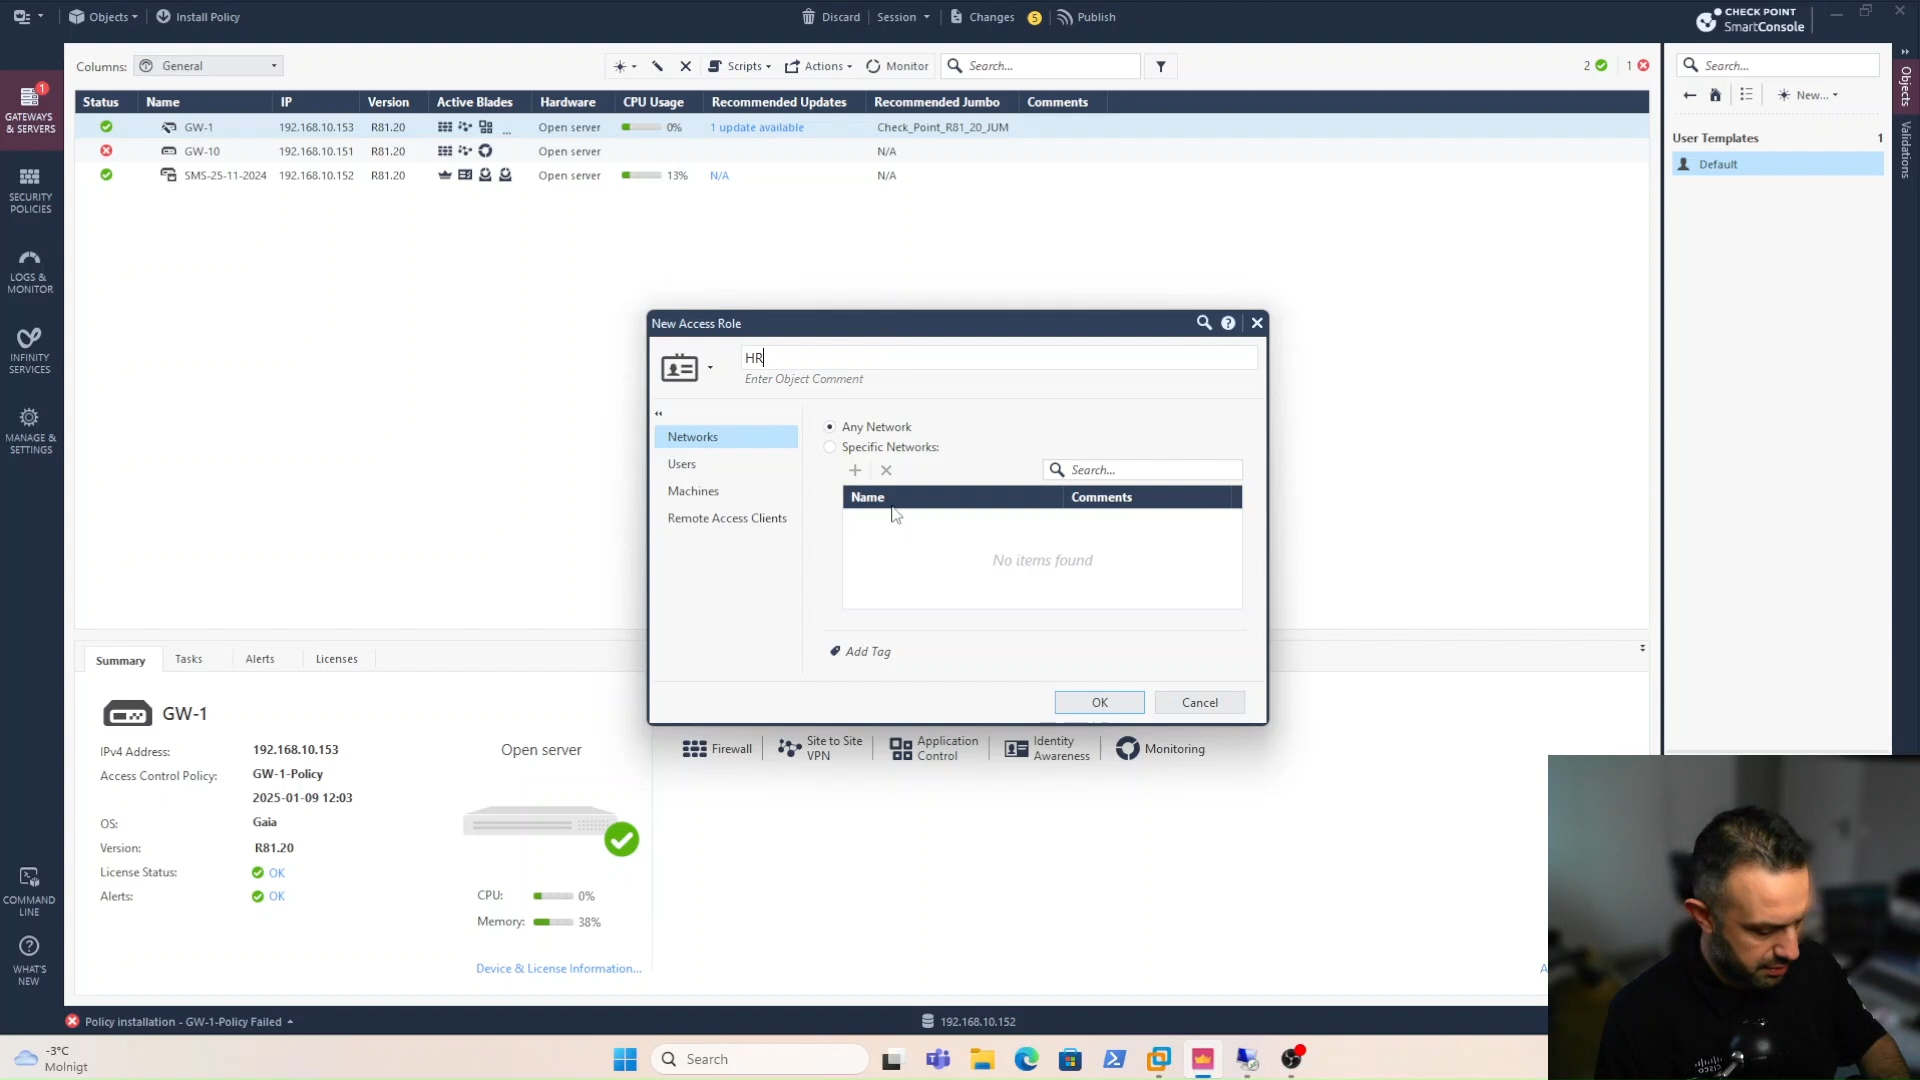 Objects
Install Policy
Discard
Session
Changes
5
Publish
CHECK POINT
SmartConsole
Columns:
General
Scripts
Actions
Monitor
Search...
2
1
Search...
New...
User Templates
1
Default
Objects
Validations
1
GATEWAYS
& SERVERS
SECURITY
POLICIES
LOGS &
MONITOR
INFINITY
SERVICES
MANAGE &
SETTINGS
COMMAND
LINE
WHAT'S
NEW
Status Name IP Version Active Blades Hardware CPU Usage Recommended Updates Recommended Jumbo Comments
GW-1 192.168.10.153 R81.20 ... Open server 0% 1 update available Check_Point_R81_20_JUM
GW-10 192.168.10.151 R81.20 Open server N/A
SMS-25-11-2024 192.168.10.152 R81.20 Open server 13% N/A N/A
New Access Role
HR
Enter Object Comment
Networks
Users
Machines
Remote Access Clients
Any Network
Specific Networks:
Search...
Name Comments
No items found
Add Tag
OK Cancel
Summary Tasks Alerts Licenses
GW-1
IPv4 Address: 192.168.10.153
Access Control Policy: GW-1-Policy
2025-01-09 12:03
OS: Gaia
Version: R81.20
License Status: OK
Alerts: OK
Open server
CPU: 0%
Memory: 38%
Device & License Information...
Firewall
Site to Site
VPN
Application
Control
Identity
Awareness
Monitoring
A
Policy installation - GW-1-Policy Failed
192.168.10.152
-3°C
Molnigt
Search
cisco